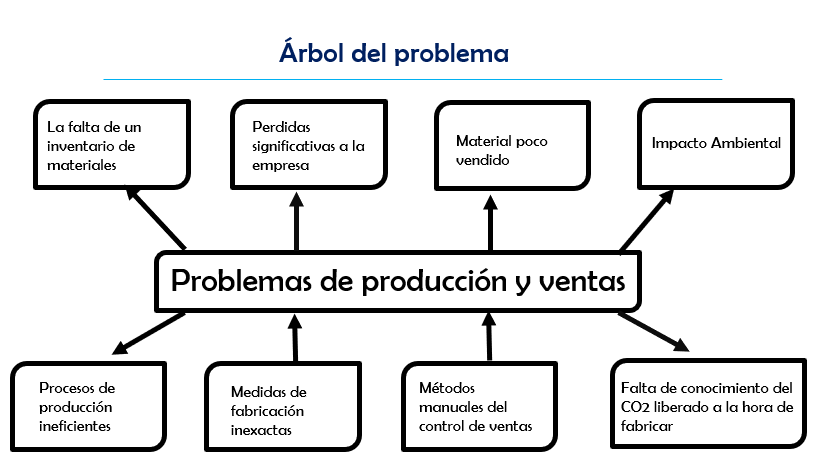 Árbol del problema
La falta de un
inventario de
materiales
Perdidas
significativas a la
empresa
Material poco
vendido
Impacto Ambiental
Problemas de producción y ventas
Procesos de
producción
ineficientes
Medidas de
fabricación
inexactas
Métodos
manuales del
control de ventas
Falta de conocimiento del
CO2 liberado a la hora de
fabricar